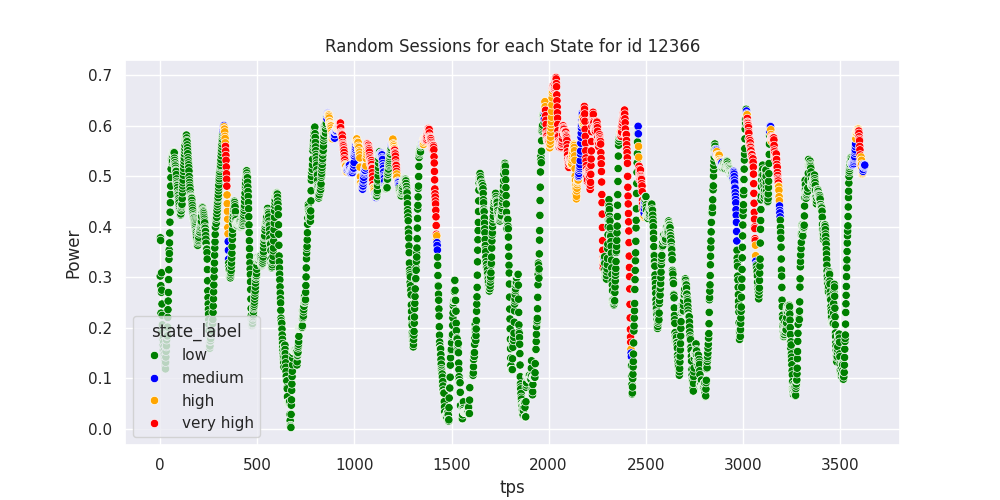 Random Sessions for each State for id 12366
Power
0.7
0.6
0.5
0.4
0.3
0.2
0.1
0.0
state_label
low
medium
high
very high
0 500 1000 1500 2000 2500 3000 3500
tps